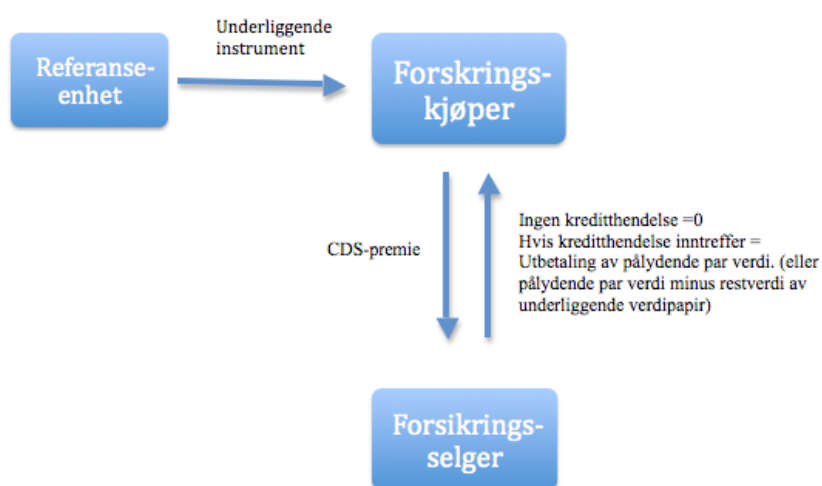 Underliggende
instrument
Referanse-
enhet
Forskrings-
kjøper
CDS-premie
Ingen kreditthendelse =0
Hvis kreditthendelse inntreffer =
Utbetaling av pålydende par verdi. (eller
pålydende par verdi minus restverdi av
underliggende verdipapir)
Forsikrings-
selger